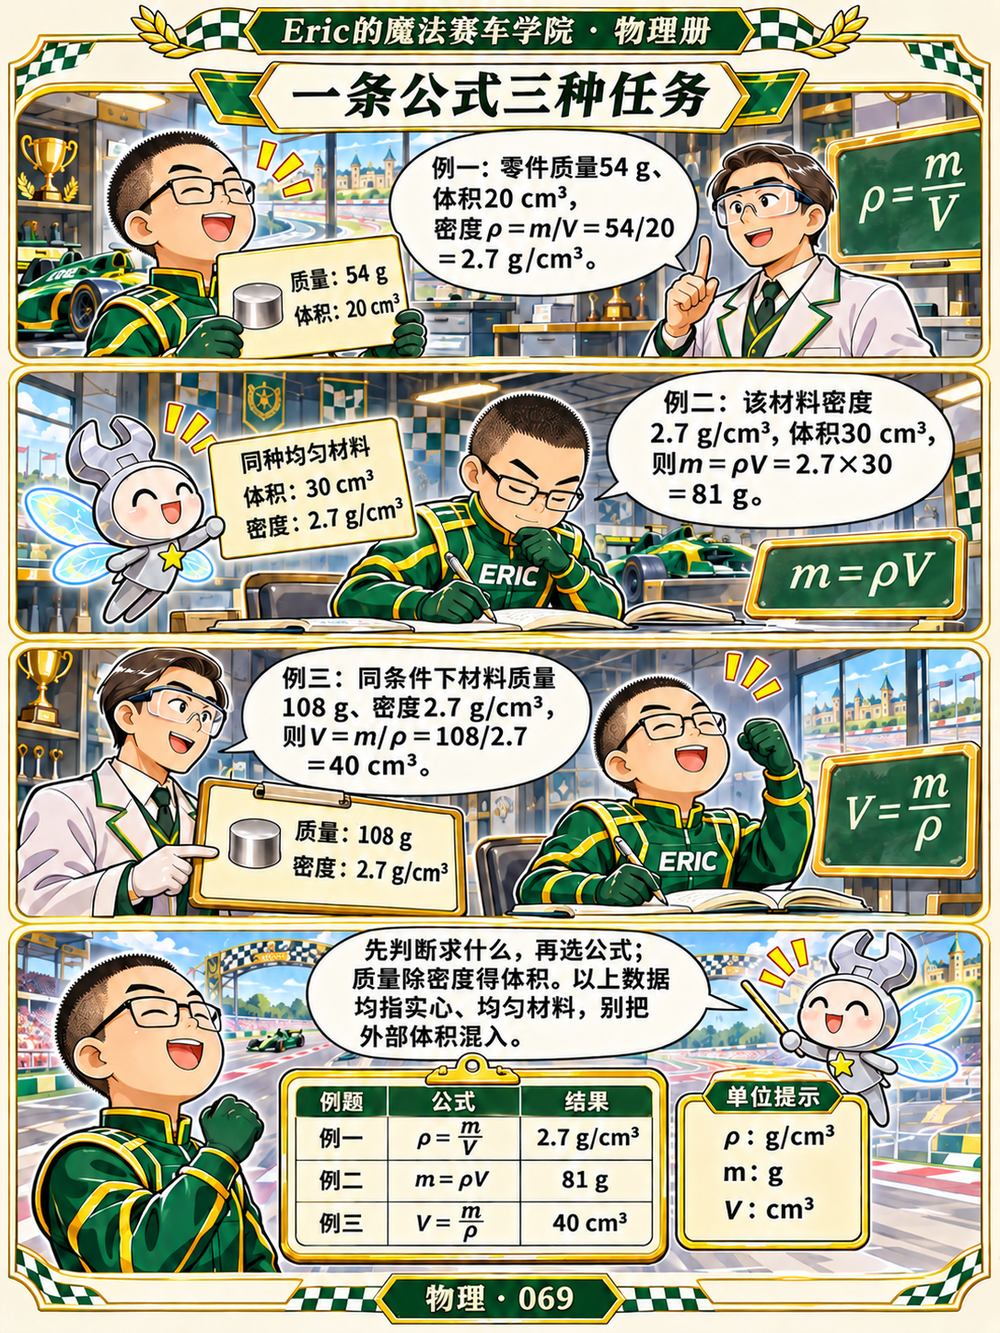 Eric的魔法赛车学院 · 物理册
一条公式三种任务
例一：零件质量54 g、
体积20 cm³，
密度ρ＝m/V＝54/20
＝2.7 g/cm³。
ρ＝m/V
质量：54 g
体积：20 cm³
同种均匀材料
体积：30 cm³
密度：2.7 g/cm³
ERIC
例二：该材料密度
2.7 g/cm³，体积30 cm³，
则m＝ρV＝2.7×30
＝81 g。
m＝ρV
例三：同条件下材料质量
108 g、密度2.7 g/cm³，
则V＝m/ρ＝108/2.7
＝40 cm³。
质量：108 g
密度：2.7 g/cm³
ERIC
V＝m/ρ
先判断求什么，再选公式；
质量除密度得体积。以上数据
均指实心、均匀材料，别把
外部体积混入。
例题 公式 结果
例一 ρ＝m/V 2.7 g/cm³
例二 m＝ρV 81 g
例三 V＝m/ρ 40 cm³
单位提示
ρ：g/cm³
m：g
V：cm³
物理 · 069